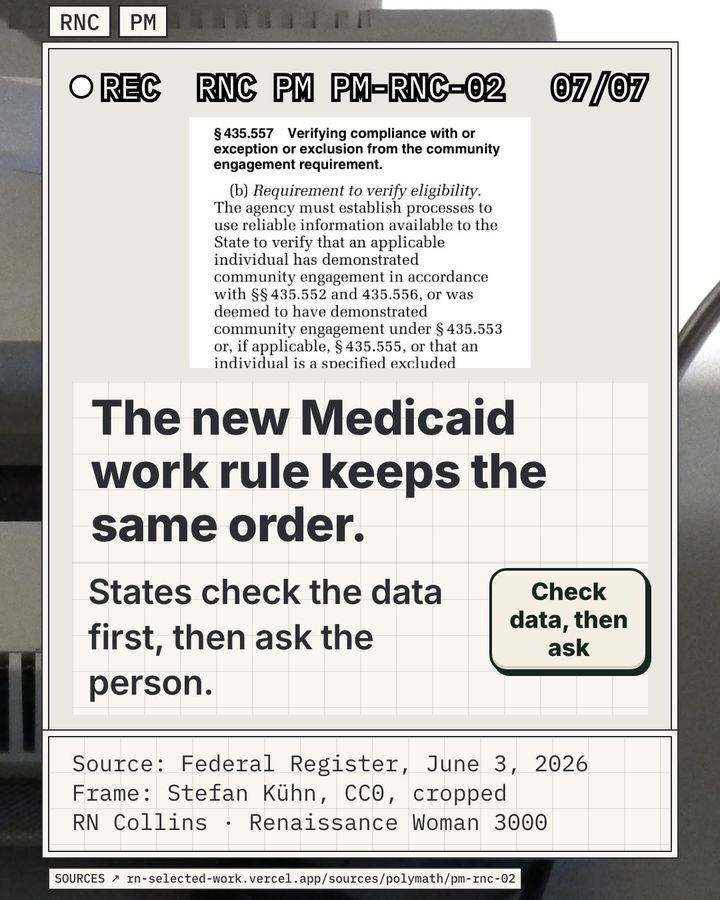 RNC PM
REC RNC PM PM-RNC-02 07/07
§ 435.557 Verifying compliance with or
exception or exclusion from the community
engagement requirement.
(b) Requirement to verify eligibility.
The agency must establish processes to
use reliable information available to the
State to verify that an applicable
individual has demonstrated
community engagement in accordance
with §§ 435.552 and 435.556, or was
deemed to have demonstrated
community engagement under § 435.553
or, if applicable, § 435.555, or that an
individual is a specified excluded
The new Medicaid
work rule keeps the
same order.
States check the data
first, then ask the
person.
Check
data, then
ask
Source: Federal Register, June 3, 2026
Frame: Stefan Kühn, CC0, cropped
RN Collins · Renaissance Woman 3000
SOURCES ↗ rn-selected-work.vercel.app/sources/polymath/pm-rnc-02